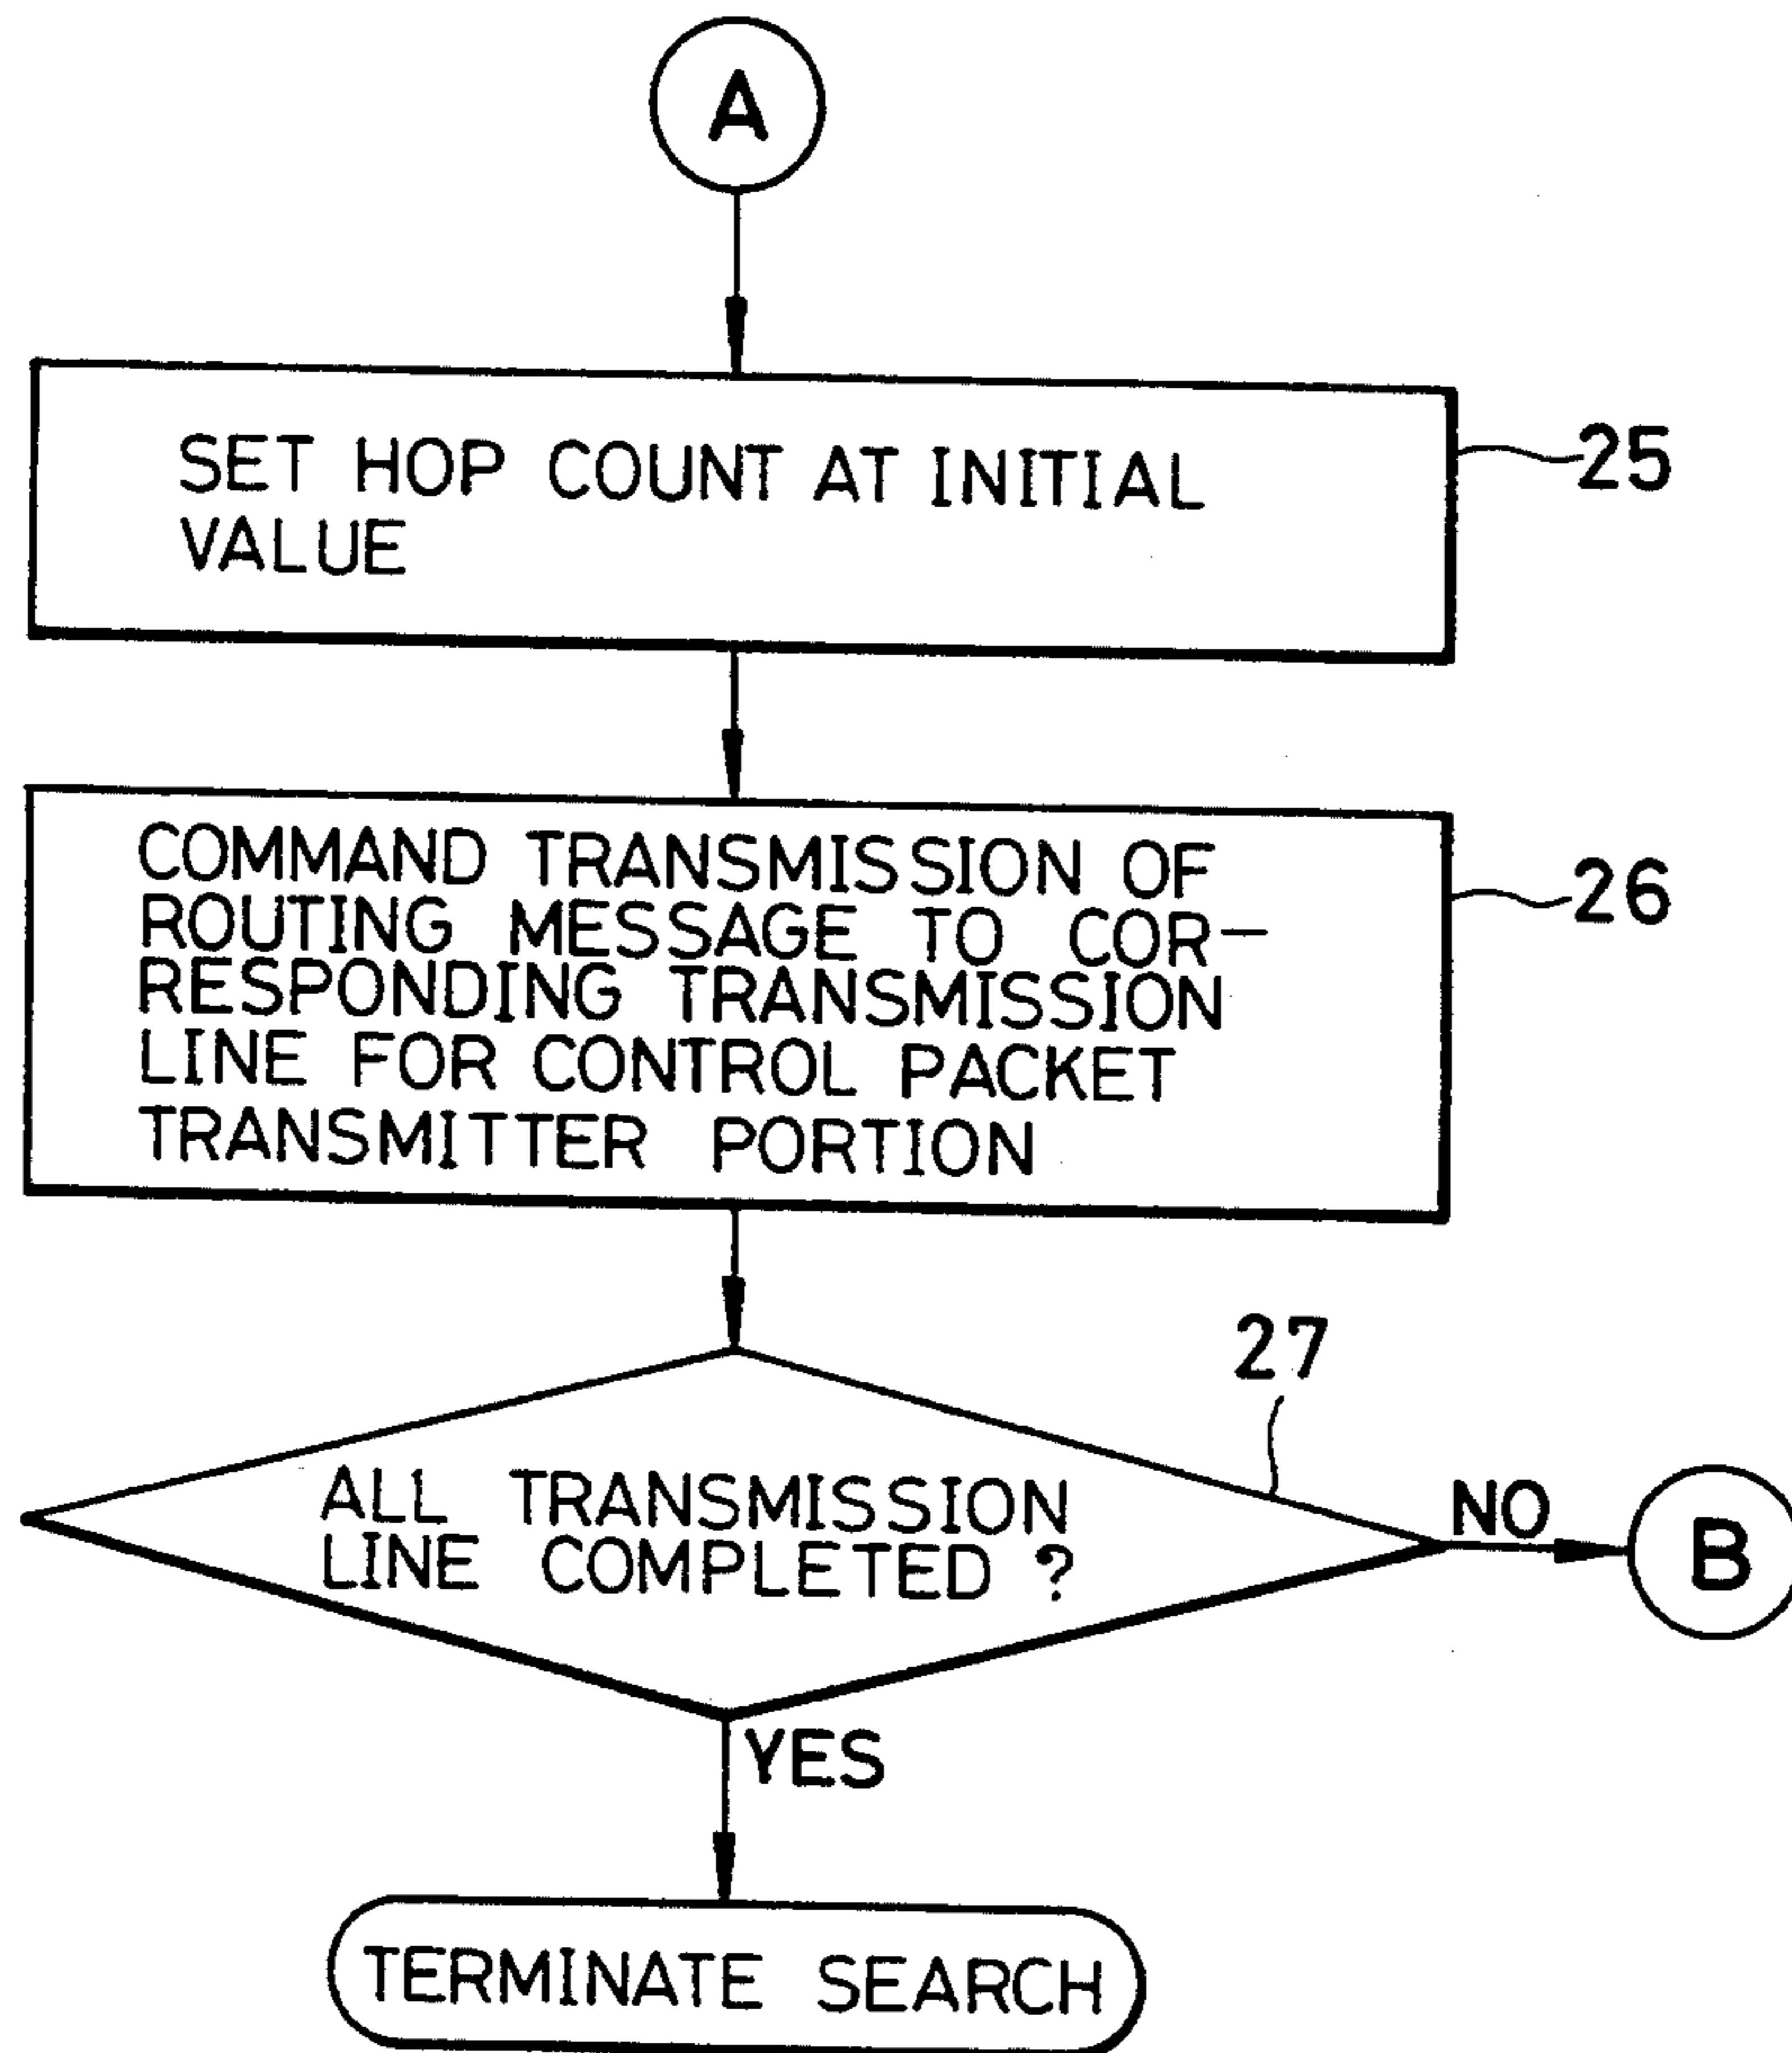 A
SET HOP COUNT AT INITIAL
VALUE
25
COMMAND TRANSMISSION OF
ROUTING MESSAGE TO COR-
RESPONDING TRANSMISSION
LINE FOR CONTROL PACKET
TRANSMITTER PORTION
26
27
ALL TRANSMISSION
LINE COMPLETED ?
NO
B
YES
TERMINATE SEARCH